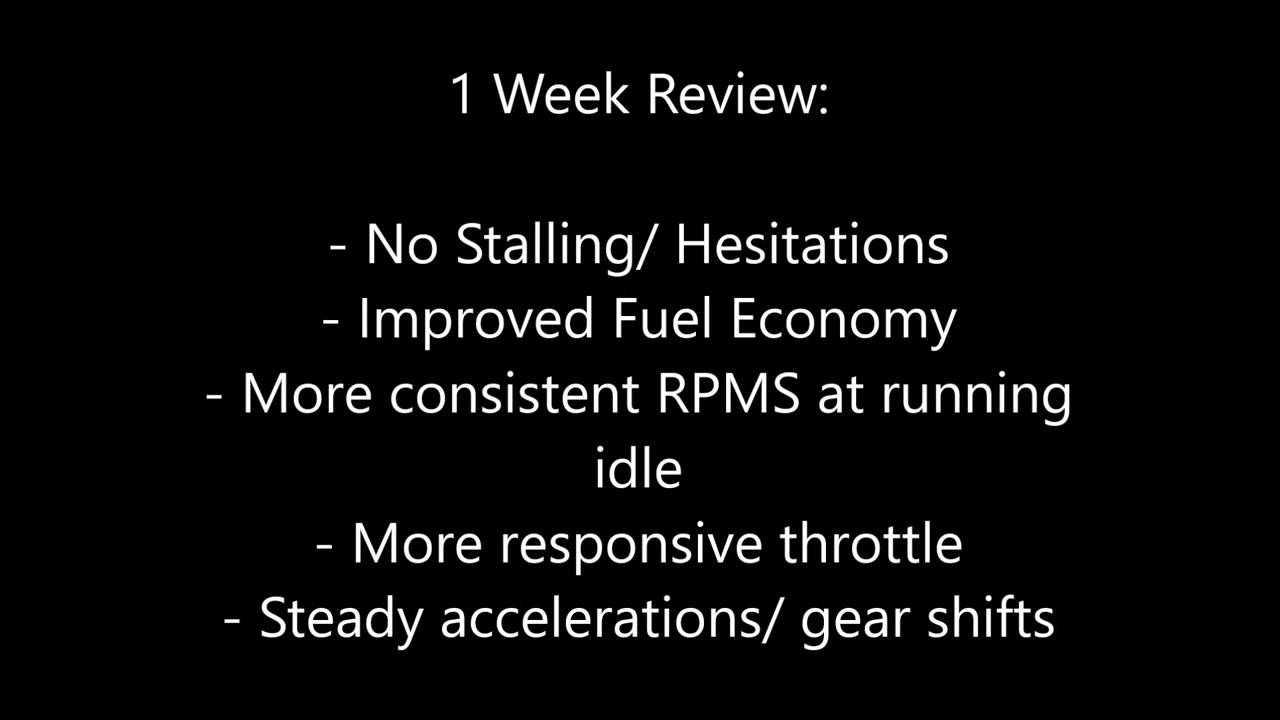 1 Week Review:
- No Stalling/ Hesitations
- Improved Fuel Economy
- More consistent RPMS at running
idle
- More responsive throttle
- Steady accelerations/ gear shifts